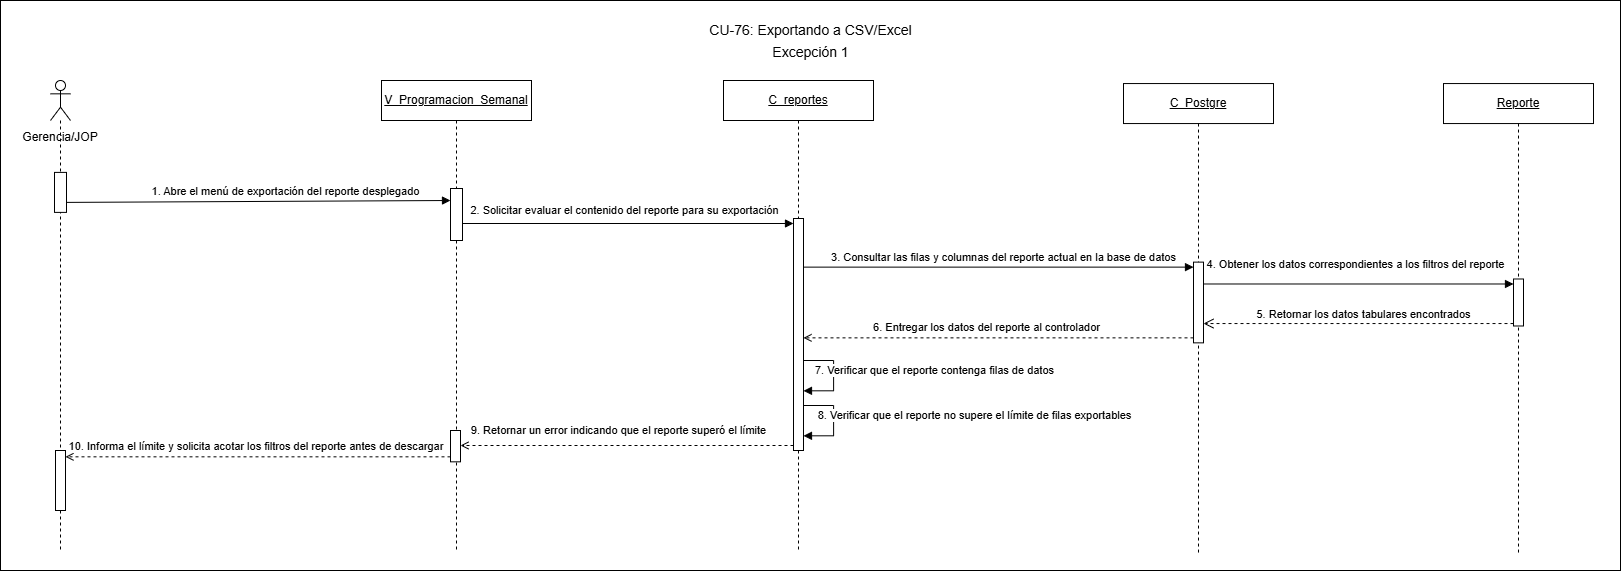 CU-76: Exportando a CSV/Excel
Excepción 1
Gerencia/JOP
V_Programacion_Semanal
C_reportes
C_Postgre
Reporte
1. Abre el menú de exportación del reporte desplegado
2. Solicitar evaluar el contenido del reporte para su exportación
3. Consultar las filas y columnas del reporte actual en la base de datos
4. Obtener los datos correspondientes a los filtros del reporte
5. Retornar los datos tabulares encontrados
6. Entregar los datos del reporte al controlador
7. Verificar que el reporte contenga filas de datos
8. Verificar que el reporte no supere el límite de filas exportables
9. Retornar un error indicando que el reporte superó el límite
10. Informa el límite y solicita acotar los filtros del reporte antes de descargar